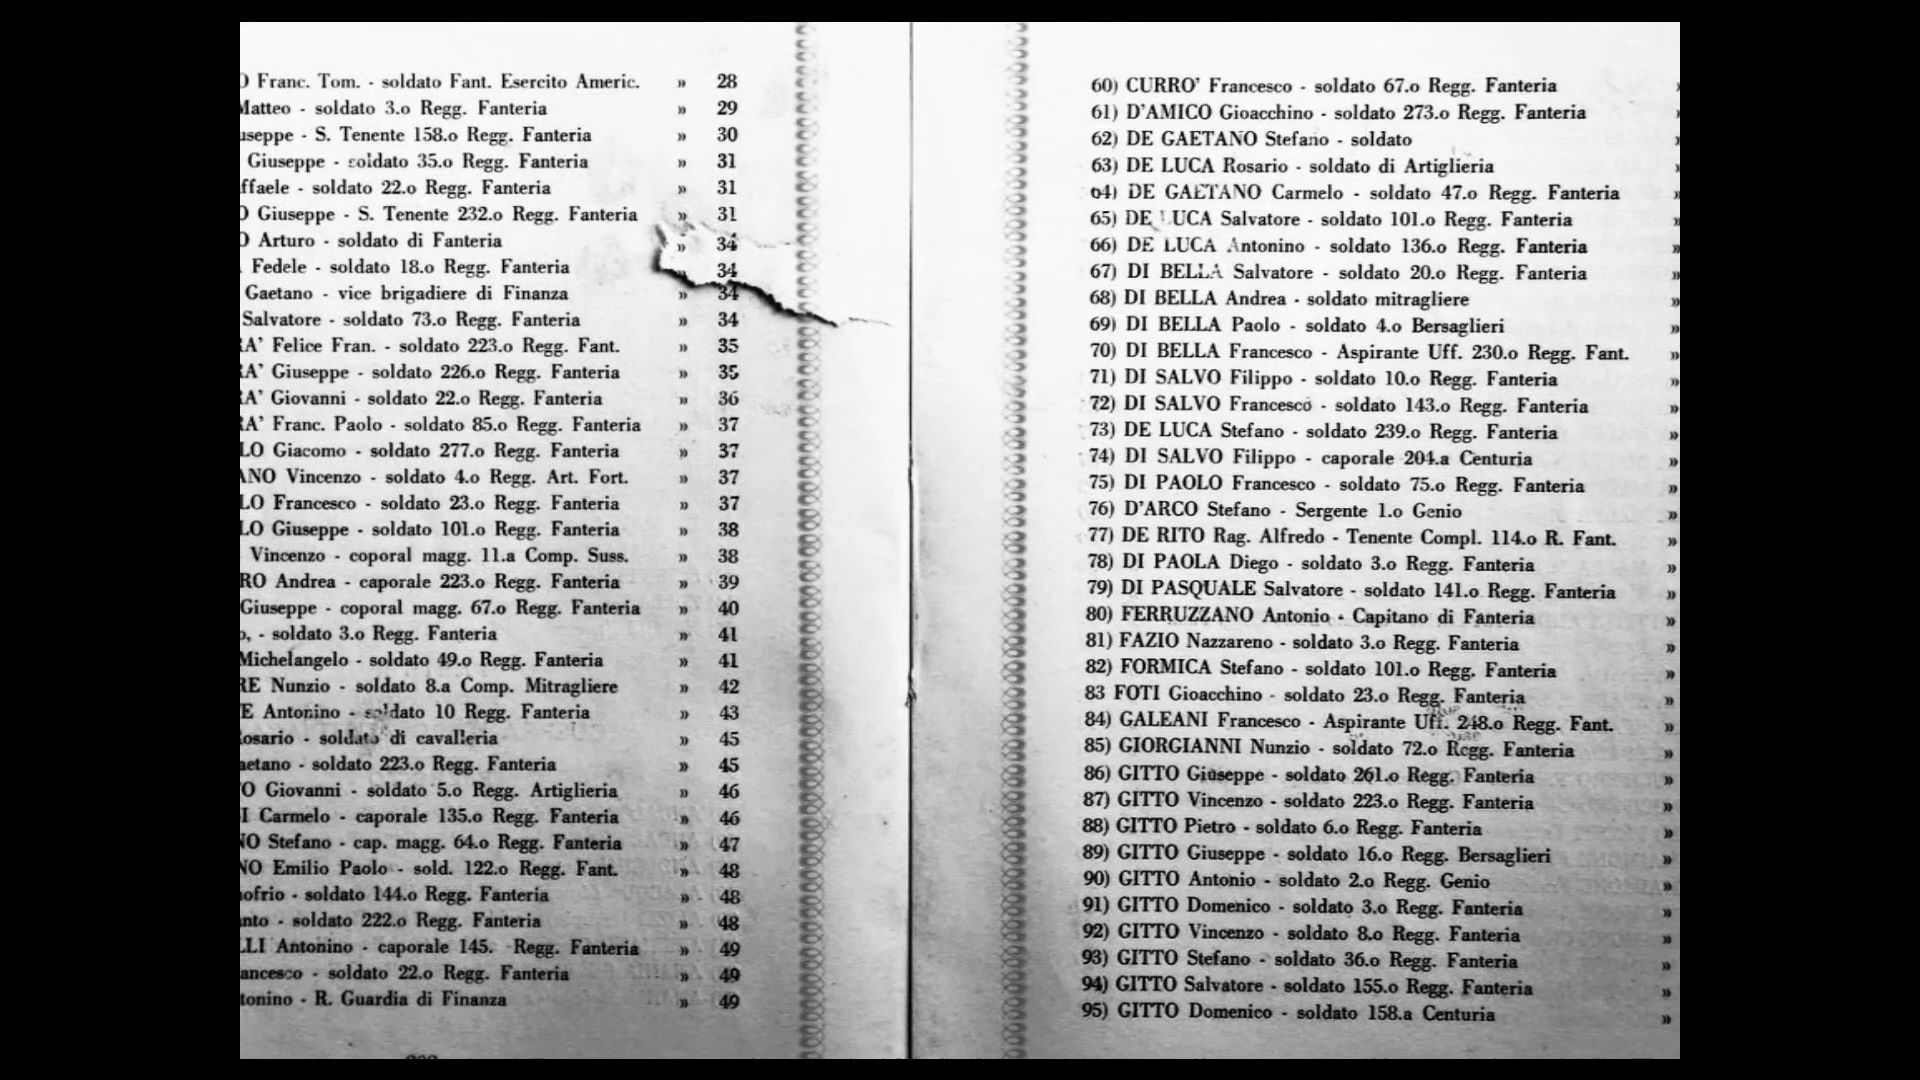 Franc. Tom. - soldato Fant. Esercito Americ. » 28
Matteo - soldato 3.o Regg. Fanteria » 29
useppe - S. Tenente 158.o Regg. Fanteria » 30
Giuseppe - soldato 35.o Regg. Fanteria » 31
ffaele - soldato 22.o Regg. Fanteria » 31
O Giuseppe - S. Tenente 232.o Regg. Fanteria » 31
O Arturo - soldato di Fanteria » 34
Fedele - soldato 18.o Regg. Fanteria » 34
Gaetano - vice brigadiere di Finanza » 34
Salvatore - soldato 73.o Regg. Fanteria » 34
RA' Felice Fran. - soldato 223.o Regg. Fant. » 35
RA' Giuseppe - soldato 226.o Regg. Fanteria » 35
RA' Giovanni - soldato 22.o Regg. Fanteria » 36
RA' Franc. Paolo - soldato 85.o Regg. Fanteria » 37
LO Giacomo - soldato 277.o Regg. Fanteria » 37
ANO Vincenzo - soldato 4.o Regg. Art. Fort. » 37
LO Francesco - soldato 23.o Regg. Fanteria » 37
LO Giuseppe - soldato 101.o Regg. Fanteria » 38
Vincenzo - coporal magg. 11.a Comp. Suss. » 38
RO Andrea - caporale 223.o Regg. Fanteria » 39
Giuseppe - coporal magg. 67.o Regg. Fanteria » 40
o, - soldato 3.o Regg. Fanteria » 41
Michelangelo - soldato 49.o Regg. Fanteria » 41
RE Nunzio - soldato 8.a Comp. Mitragliere » 42
E Antonino - soldato 10 Regg. Fanteria » 43
osario - soldato di cavalleria » 45
aetano - soldato 223.o Regg. Fanteria » 45
O Giovanni - soldato 5.o Regg. Artiglieria » 46
I Carmelo - caporale 135.o Regg. Fanteria » 46
NO Stefano - cap. magg. 64.o Regg. Fanteria » 47
NO Emilio Paolo - sold. 122.o Regg. Fant. » 48
nofrio - soldato 144.o Regg. Fanteria » 48
nto - soldato 222.o Regg. Fanteria » 48
LLI Antonino - caporale 145. Regg. Fanteria » 49
ancesco - soldato 22.o Regg. Fanteria » 49
tonino - R. Guardia di Finanza » 49
60) CURRO' Francesco - soldato 67.o Regg. Fanteria »
61) D'AMICO Gioacchino - soldato 273.o Regg. Fanteria »
62) DE GAETANO Stefano - soldato »
63) DE LUCA Rosario - soldato di Artiglieria »
64) DE GAETANO Carmelo - soldato 47.o Regg. Fanteria »
65) DE LUCA Salvatore - soldato 101.o Regg. Fanteria »
66) DE LUCA Antonino - soldato 136.o Regg. Fanteria »
67) DI BELLA Salvatore - soldato 20.o Regg. Fanteria »
68) DI BELLA Andrea - soldato mitragliere »
69) DI BELLA Paolo - soldato 4.o Bersaglieri »
70) DI BELLA Francesco - Aspirante Uff. 230.o Regg. Fant. »
71) DI SALVO Filippo - soldato 10.o Regg. Fanteria »
72) DI SALVO Francesco - soldato 143.o Regg. Fanteria »
73) DE LUCA Stefano - soldato 239.o Regg. Fanteria »
74) DI SALVO Filippo - caporale 204.a Centuria »
75) DI PAOLO Francesco - soldato 75.o Regg. Fanteria »
76) D'ARCO Stefano - Sergente 1.o Genio »
77) DE RITO Rag. Alfredo - Tenente Compl. 114.o R. Fant. »
78) DI PAOLA Diego - soldato 3.o Regg. Fanteria »
79) DI PASQUALE Salvatore - soldato 141.o Regg. Fanteria »
80) FERRUZZANO Antonio - Capitano di Fanteria »
81) FAZIO Nazzareno - soldato 3.o Regg. Fanteria »
82) FORMICA Stefano - soldato 101.o Regg. Fanteria »
83 FOTI Gioacchino - soldato 23.o Regg. Fanteria »
84) GALEANI Francesco - Aspirante Uff. 248.o Regg. Fant. »
85) GIORGIANNI Nunzio - soldato 72.o Regg. Fanteria »
86) GITTO Giuseppe - soldato 261.o Regg. Fanteria »
87) GITTO Vincenzo - soldato 223.o Regg. Fanteria »
88) GITTO Pietro - soldato 6.o Regg. Fanteria »
89) GITTO Giuseppe - soldato 16.o Regg. Bersaglieri »
90) GITTO Antonio - soldato 2.o Regg. Genio »
91) GITTO Domenico - soldato 3.o Regg. Fanteria »
92) GITTO Vincenzo - soldato 8.o Regg. Fanteria »
93) GITTO Stefano - soldato 36.o Regg. Fanteria »
94) GITTO Salvatore - soldato 155.o Regg. Fanteria »
95) GITTO Domenico - soldato 158.a Centuria »